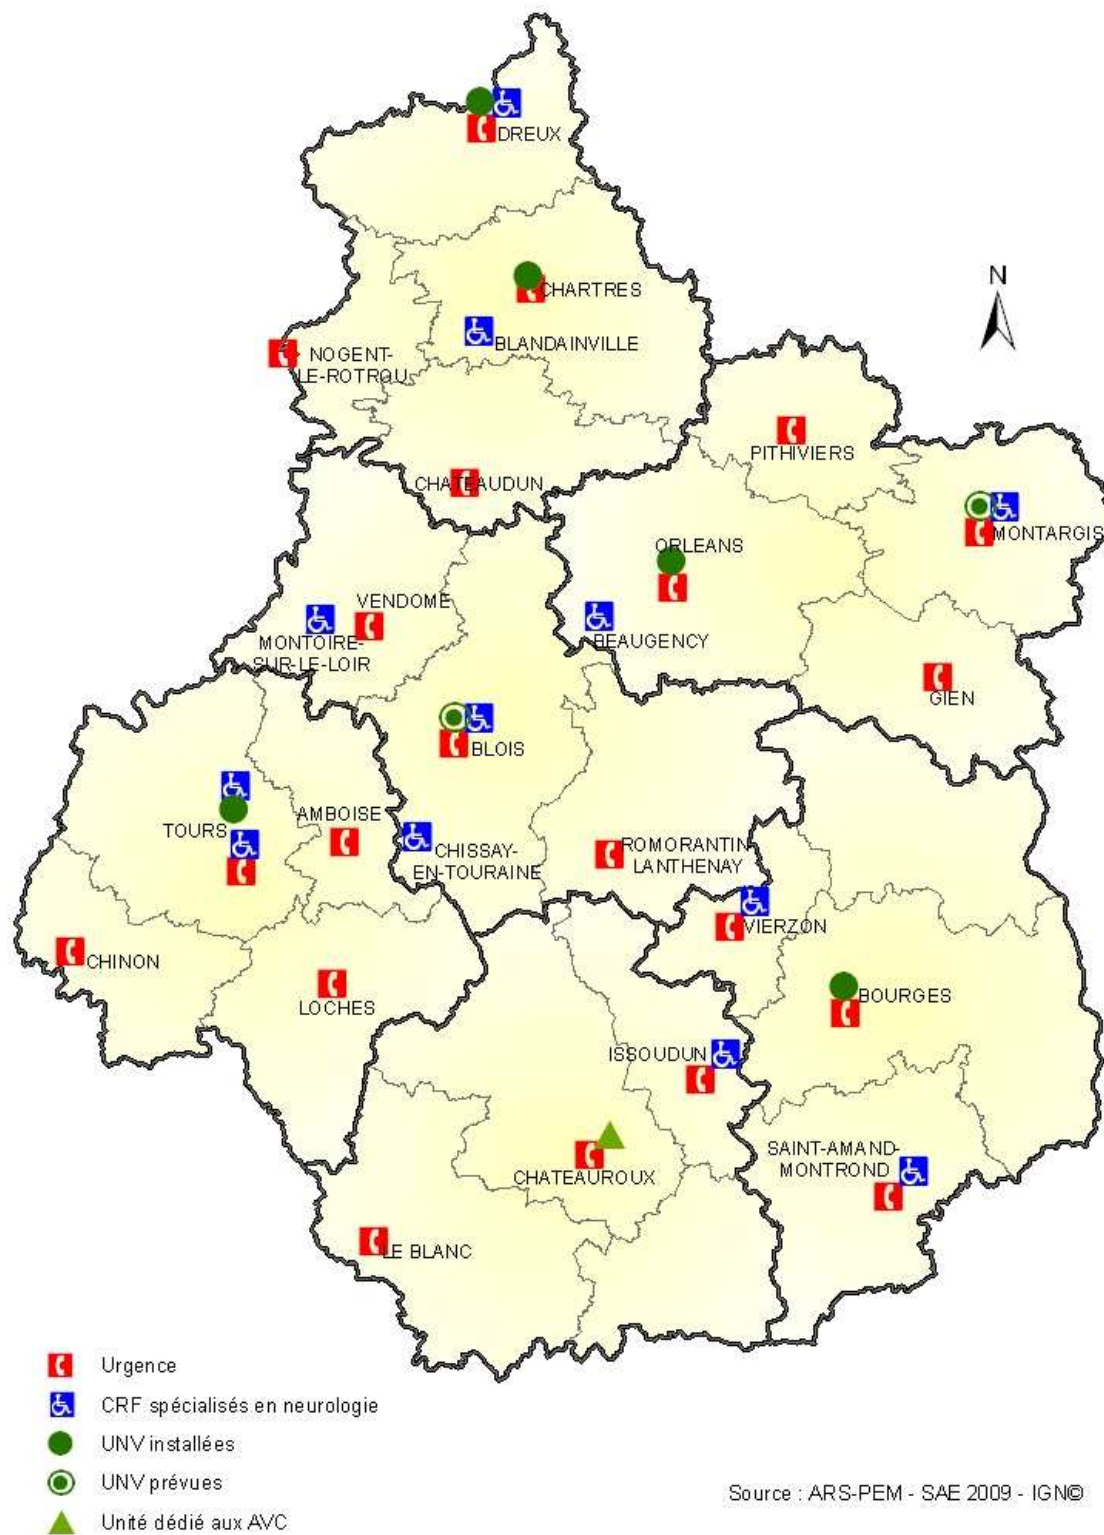 DREUX
N
CHARTRES
BLANDAINVILLE
NOGENT-
LE-ROTROU
PITHIVIERS
CHATEAUDUN
MONTARGIS
ORLEANS
VENDOME
BEAUGENCY
MONTOIRE-
SUR-LE-LOIR
GIEN
BLOIS
AMBOISE
TOURS
ROMORANTIN
LANTHENAY
CHISSAY-
EN-TOURAINE
VIERZON
CHINON
BOURGES
LOCHES
ISSOUDUN
SAINT-AMAND-
MONTROND
CHATEAUROUX
LE BLANC
Urgence
CRF spécialisés en neurologie
UNV installées
UNV prévues
Source : ARS-PEM - SAE 2009 - IGN©
Unité dédié aux AVC